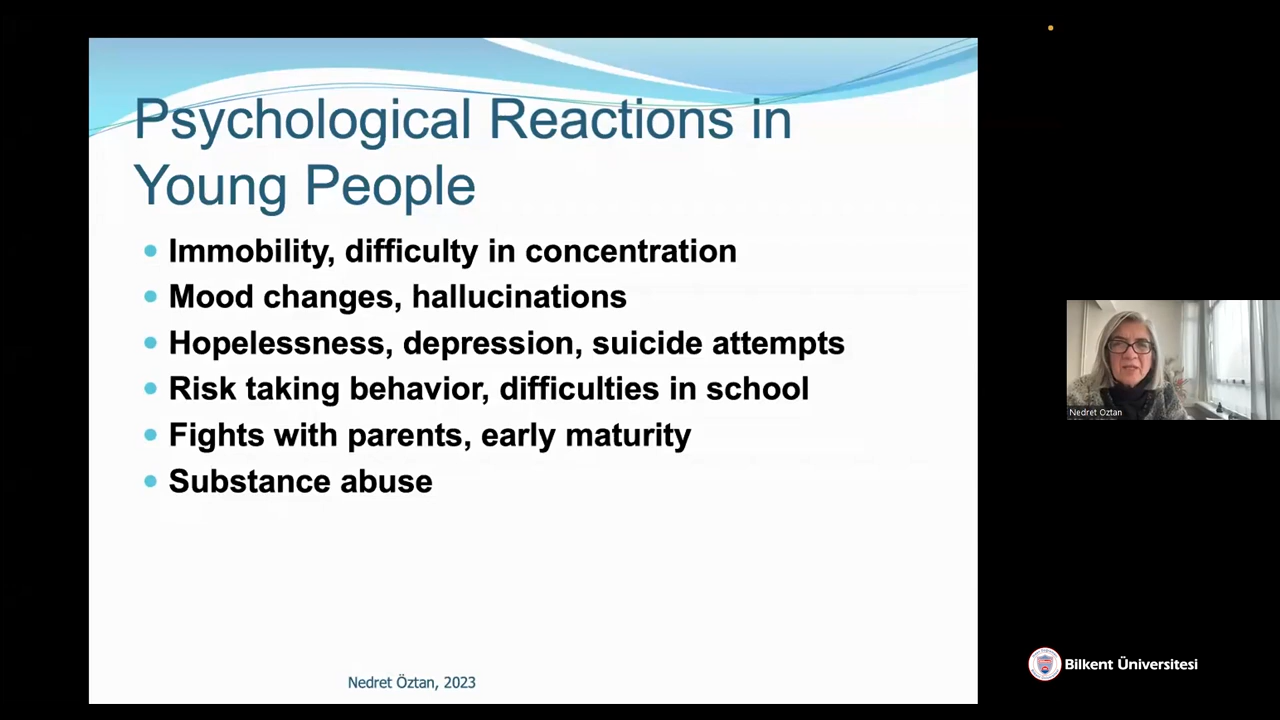 Psychological Reactions in
Young People
Immobility, difficulty in concentration
Mood changes, hallucinations
Hopelessness, depression, suicide attempts
Risk taking behavior, difficulties in school
Fights with parents, early maturity
Substance abuse
Nedret Öztan, 2023
Nedret Öztan
Bilkent Üniversitesi